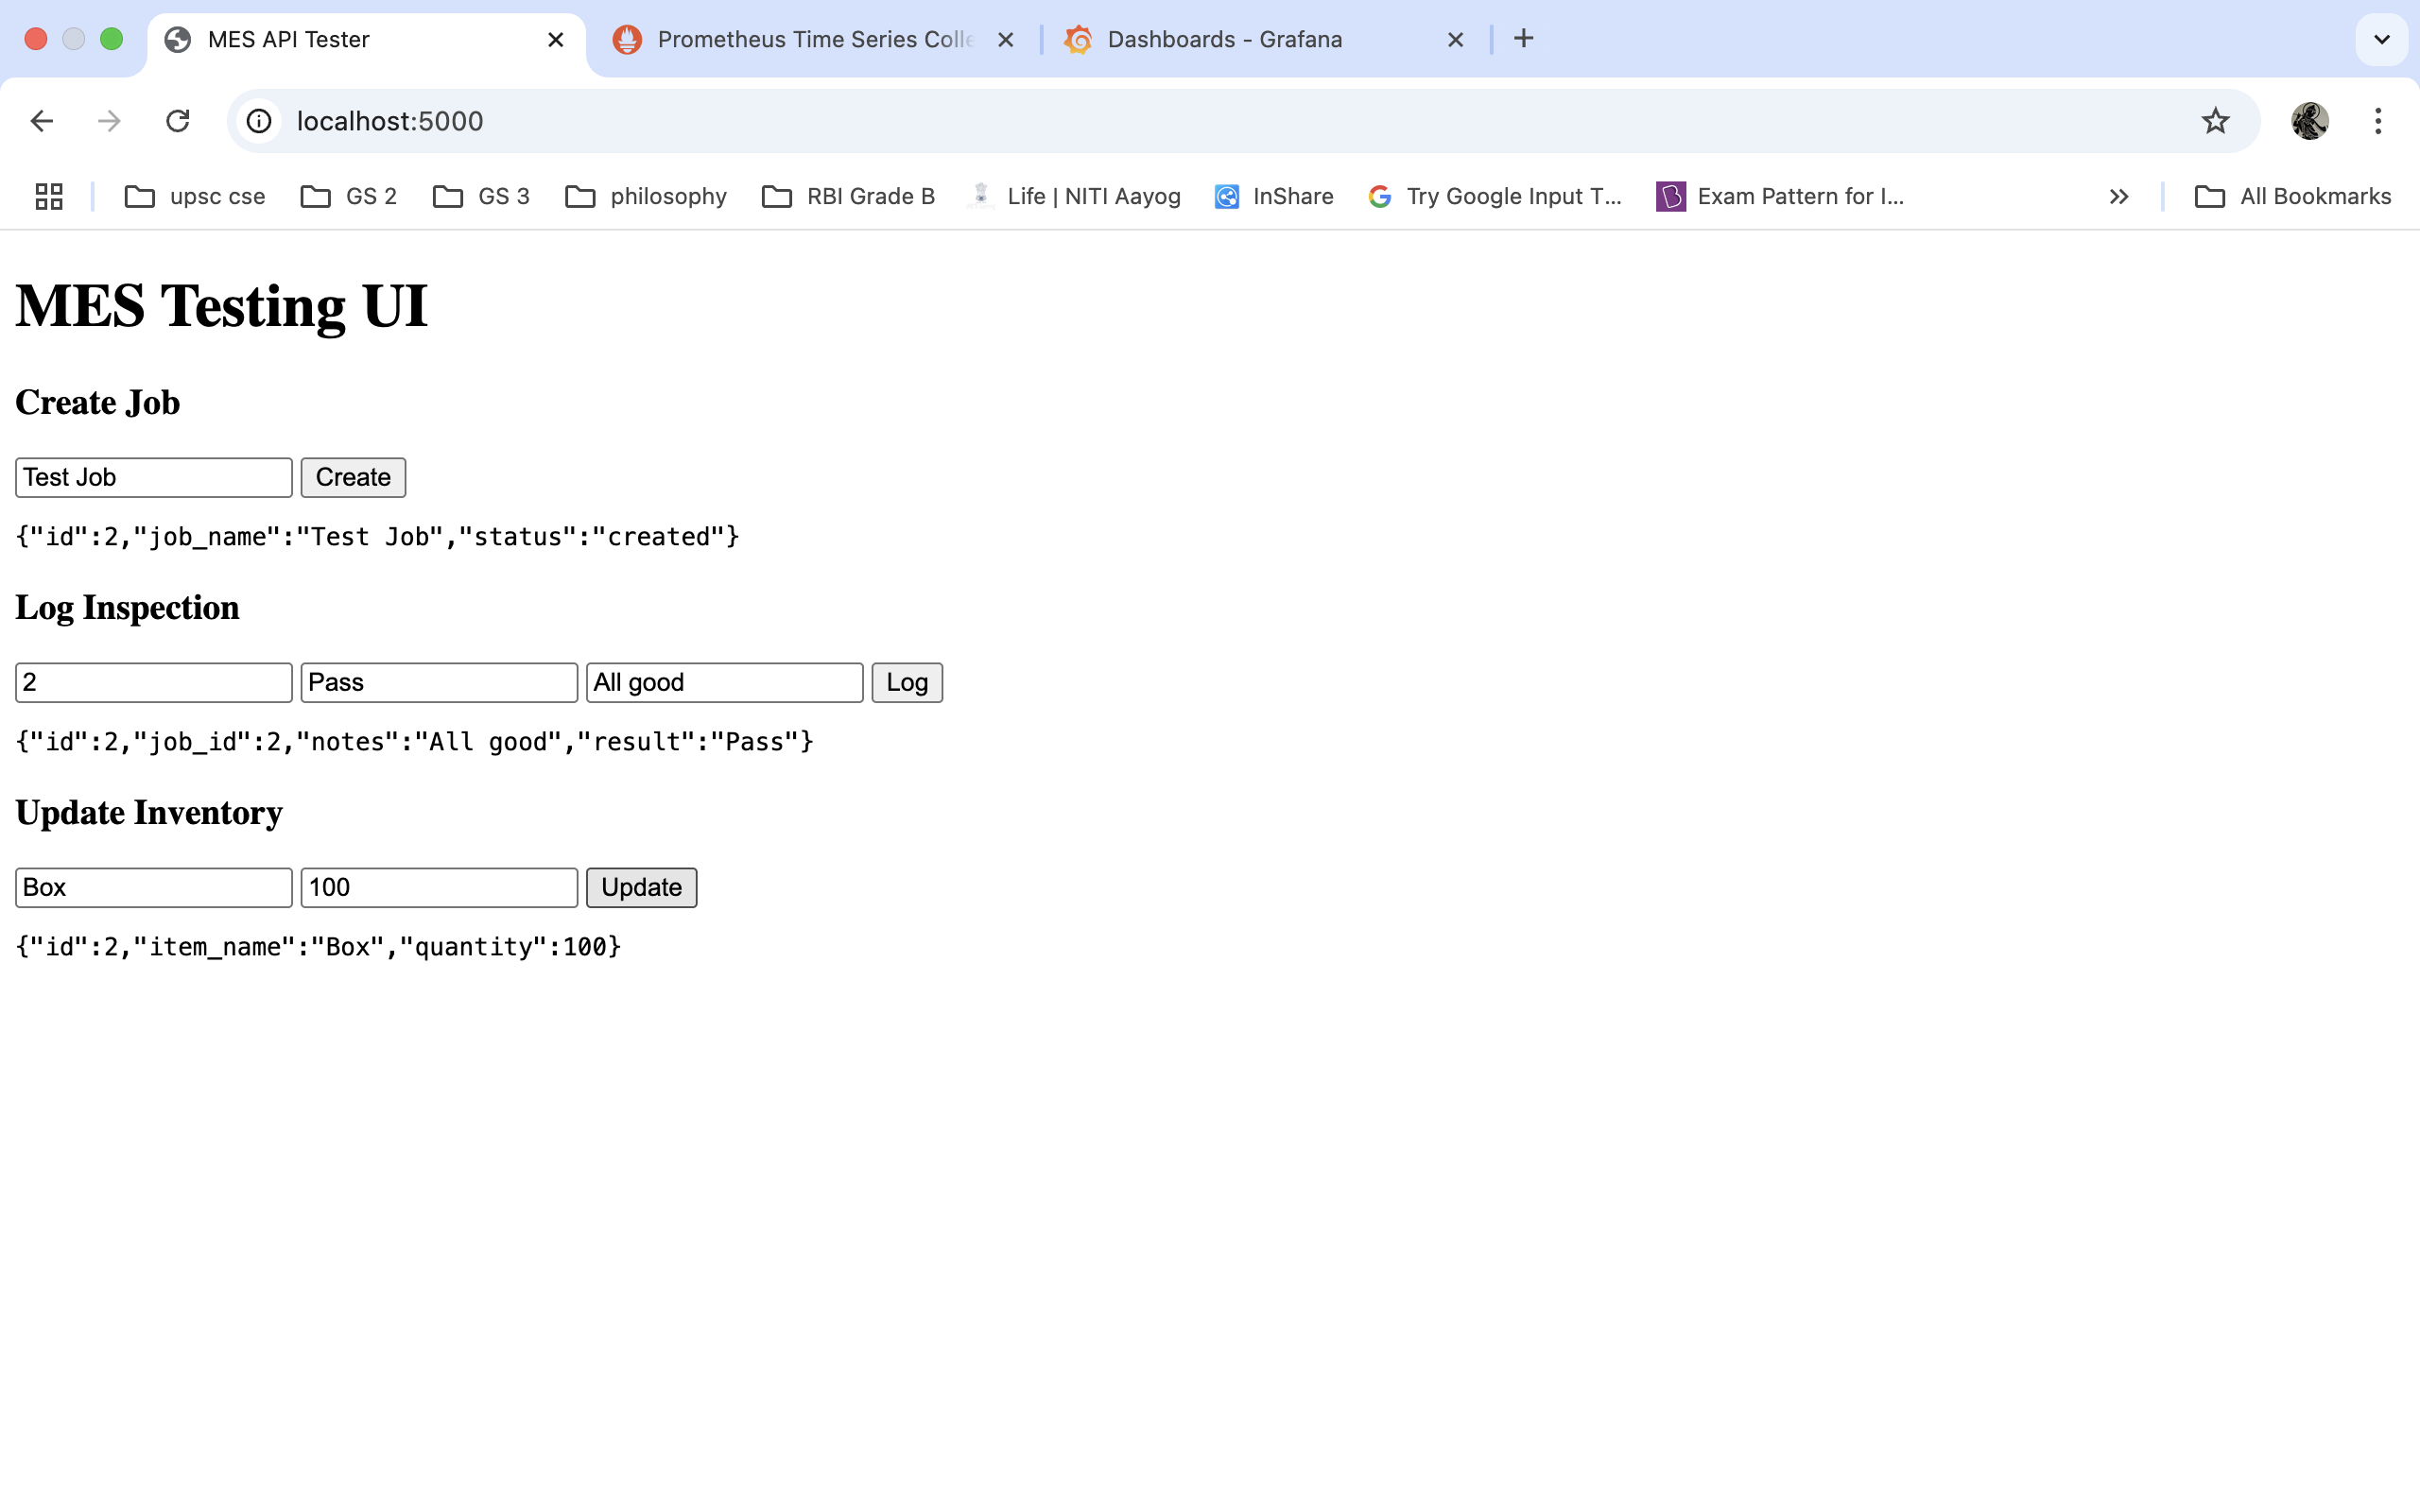 MES API Tester
Prometheus Time Series Colle
Dashboards - Grafana
localhost:5000
upsc cse
GS 2
GS 3
philosophy
RBI Grade B
Life | NITI Aayog
InShare
Try Google Input T...
Exam Pattern for I...
All Bookmarks
MES Testing UI
Create Job
Test Job Create
{"id":2,"job_name":"Test Job","status":"created"}
Log Inspection
2 Pass All good Log
{"id":2,"job_id":2,"notes":"All good","result":"Pass"}
Update Inventory
Box 100 Update
{"id":2,"item_name":"Box","quantity":100}